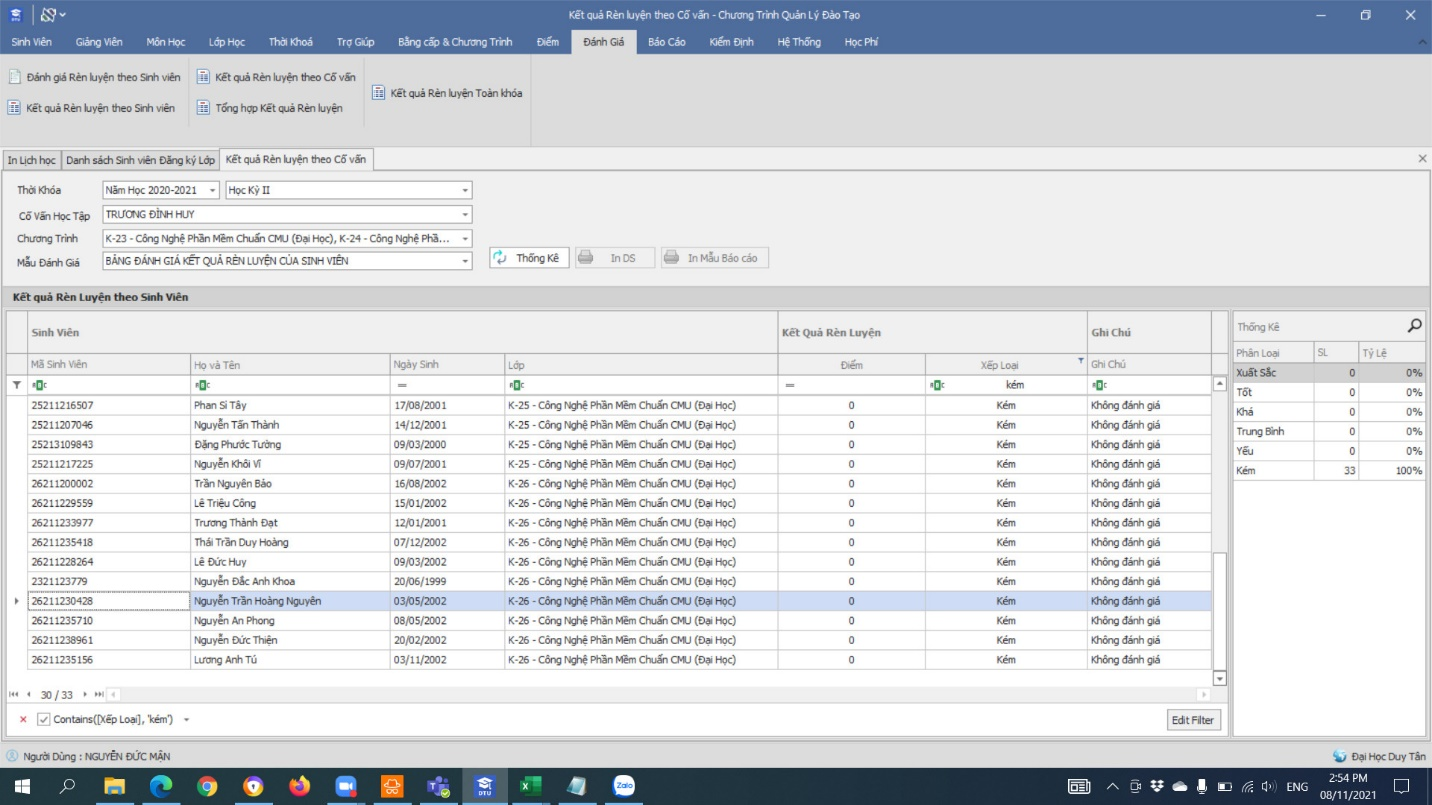 Kết quả Rèn luyện theo Cố vấn - Chương Trình Quản Lý Đào Tạo
Sinh Viên Giảng Viên Môn Học Lớp Học Thời Khoá Trợ Giúp Bằng cấp & Chương Trình Điểm Đánh Giá Báo Cáo Kiểm Định Hệ Thống Học Phí
Đánh giá Rèn luyện theo Sinh viên Kết quả Rèn luyện theo Cố vấn
Kết quả Rèn luyện Toàn khóa
Kết quả Rèn luyện theo Sinh viên Tổng hợp Kết quả Rèn luyện
In Lịch học Danh sách Sinh viên Đăng ký Lớp Kết quả Rèn luyện theo Cố vấn
Thời Khóa Năm Học 2020-2021 Học Kỳ II
Cố Vấn Học Tập TRƯƠNG ĐÌNH HUY
Chương Trình K-23 - Công Nghệ Phần Mềm Chuẩn CMU (Đại Học), K-24 - Công Nghệ Phầ...
Mẫu Đánh Giá BẢNG ĐÁNH GIÁ KẾT QUẢ RÈN LUYỆN CỦA SINH VIÊN Thống Kê In DS In Mẫu Báo cáo
Kết quả Rèn Luyện theo Sinh Viên
Sinh Viên Kết Quả Rèn Luyện Ghi Chú
Mã Sinh Viên Họ và Tên Ngày Sinh Lớp Điểm Xếp Loại Ghi Chú
= = kém
25211216507 Phan Sĩ Tây 17/08/2001 K-25 - Công Nghệ Phần Mềm Chuẩn CMU (Đại Học) 0 Kém Không đánh giá
25211207046 Nguyễn Tấn Thành 14/12/2001 K-25 - Công Nghệ Phần Mềm Chuẩn CMU (Đại Học) 0 Kém Không đánh giá
25213109843 Đặng Phước Tường 09/03/2000 K-25 - Công Nghệ Phần Mềm Chuẩn CMU (Đại Học) 0 Kém Không đánh giá
25211217225 Nguyễn Khôi Vĩ 09/07/2001 K-25 - Công Nghệ Phần Mềm Chuẩn CMU (Đại Học) 0 Kém Không đánh giá
26211200002 Trần Nguyên Bảo 16/08/2002 K-26 - Công Nghệ Phần Mềm Chuẩn CMU (Đại Học) 0 Kém Không đánh giá
26211229559 Lê Triệu Công 15/01/2002 K-26 - Công Nghệ Phần Mềm Chuẩn CMU (Đại Học) 0 Kém Không đánh giá
26211233977 Trương Thành Đạt 12/01/2001 K-26 - Công Nghệ Phần Mềm Chuẩn CMU (Đại Học) 0 Kém Không đánh giá
26211235418 Thái Trần Duy Hoàng 07/12/2002 K-26 - Công Nghệ Phần Mềm Chuẩn CMU (Đại Học) 0 Kém Không đánh giá
26211228264 Lê Đức Huy 09/03/2002 K-26 - Công Nghệ Phần Mềm Chuẩn CMU (Đại Học) 0 Kém Không đánh giá
2321123779 Nguyễn Đắc Anh Khoa 20/06/1999 K-26 - Công Nghệ Phần Mềm Chuẩn CMU (Đại Học) 0 Kém Không đánh giá
26211230428 Nguyễn Trần Hoàng Nguyên 03/05/2002 K-26 - Công Nghệ Phần Mềm Chuẩn CMU (Đại Học) 0 Kém Không đánh giá
26211235710 Nguyễn An Phong 08/05/2002 K-26 - Công Nghệ Phần Mềm Chuẩn CMU (Đại Học) 0 Kém Không đánh giá
26211238961 Nguyễn Đức Thiện 20/02/2002 K-26 - Công Nghệ Phần Mềm Chuẩn CMU (Đại Học) 0 Kém Không đánh giá
26211235156 Lương Anh Tú 03/11/2002 K-26 - Công Nghệ Phần Mềm Chuẩn CMU (Đại Học) 0 Kém Không đánh giá
30 / 33
Contains([Xếp Loại], 'kém') Edit Filter
Thống Kê
Phân Loại SL Tỷ Lệ
Xuất Sắc 0 0%
Tốt 0 0%
Khá 0 0%
Trung Bình 0 0%
Yếu 0 0%
Kém 33 100%
Người Dùng : NGUYỄN ĐỨC MẬN Đại Học Duy Tân
DTU Zalo ENG 2:54 PM
08/11/2021